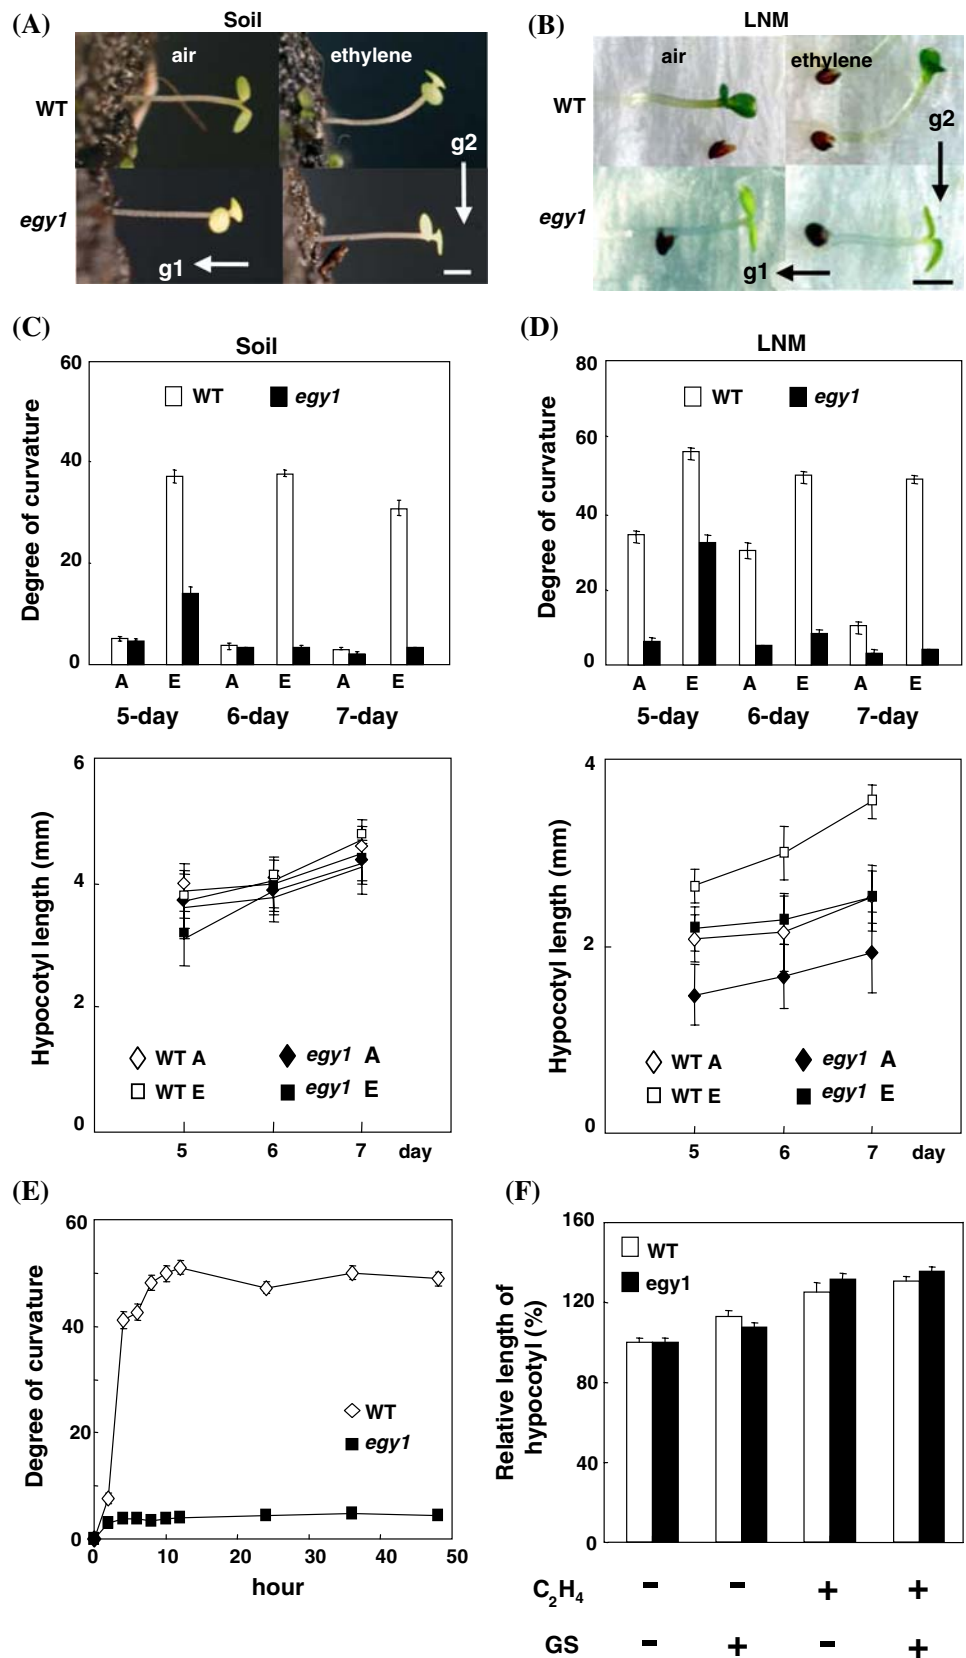 (A) Soil
air ethylene
WT
g2
egy1
g1
(B) LNM
air ethylene
WT
g2
egy1
g1
(C) Soil
60
40
20
0
Degree of curvature
WT egy1
A E A E A E
5-day 6-day 7-day
6
4
2
0
Hypocotyl length (mm)
WT A egy1 A
WT E egy1 E
5 6 7 day
(D) LNM
80
60
40
20
0
Degree of curvature
WT egy1
A E A E A E
5-day 6-day 7-day
4
2
0
Hypocotyl length (mm)
WT A egy1 A
WT E egy1 E
5 6 7 day
(E)
60
40
20
0
Degree of curvature
WT
egy1
0 10 20 30 40 50
hour
(F)
160
120
80
40
0
Relative length of
hypocotyl (%)
WT
egy1
C₂H₄ - - + +
GS - + - +